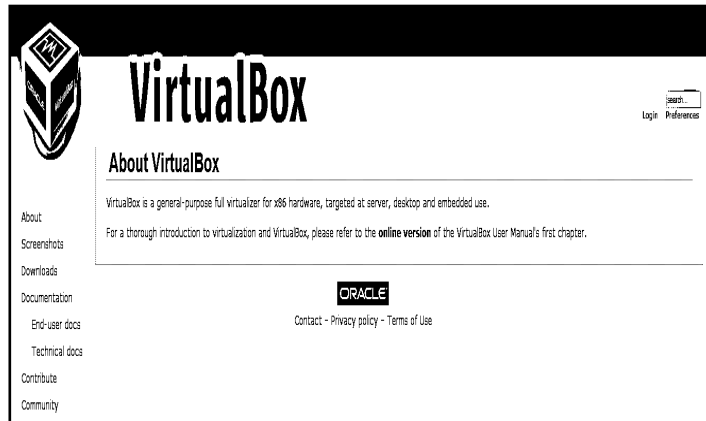 VirtualBox
search...
Login Preferences
ORACLE
VirtualBox
About VirtualBox
VirtualBox is a general-purpose full virtualizer for x86 hardware, targeted at server, desktop and embedded use.
For a thorough introduction to virtualization and VirtualBox, please refer to the online version of the VirtualBox User Manual's first chapter.
About
Screenshots
Downloads
Documentation
End-user docs
Technical docs
Contribute
Community
ORACLE
Contact - Privacy policy - Terms of Use